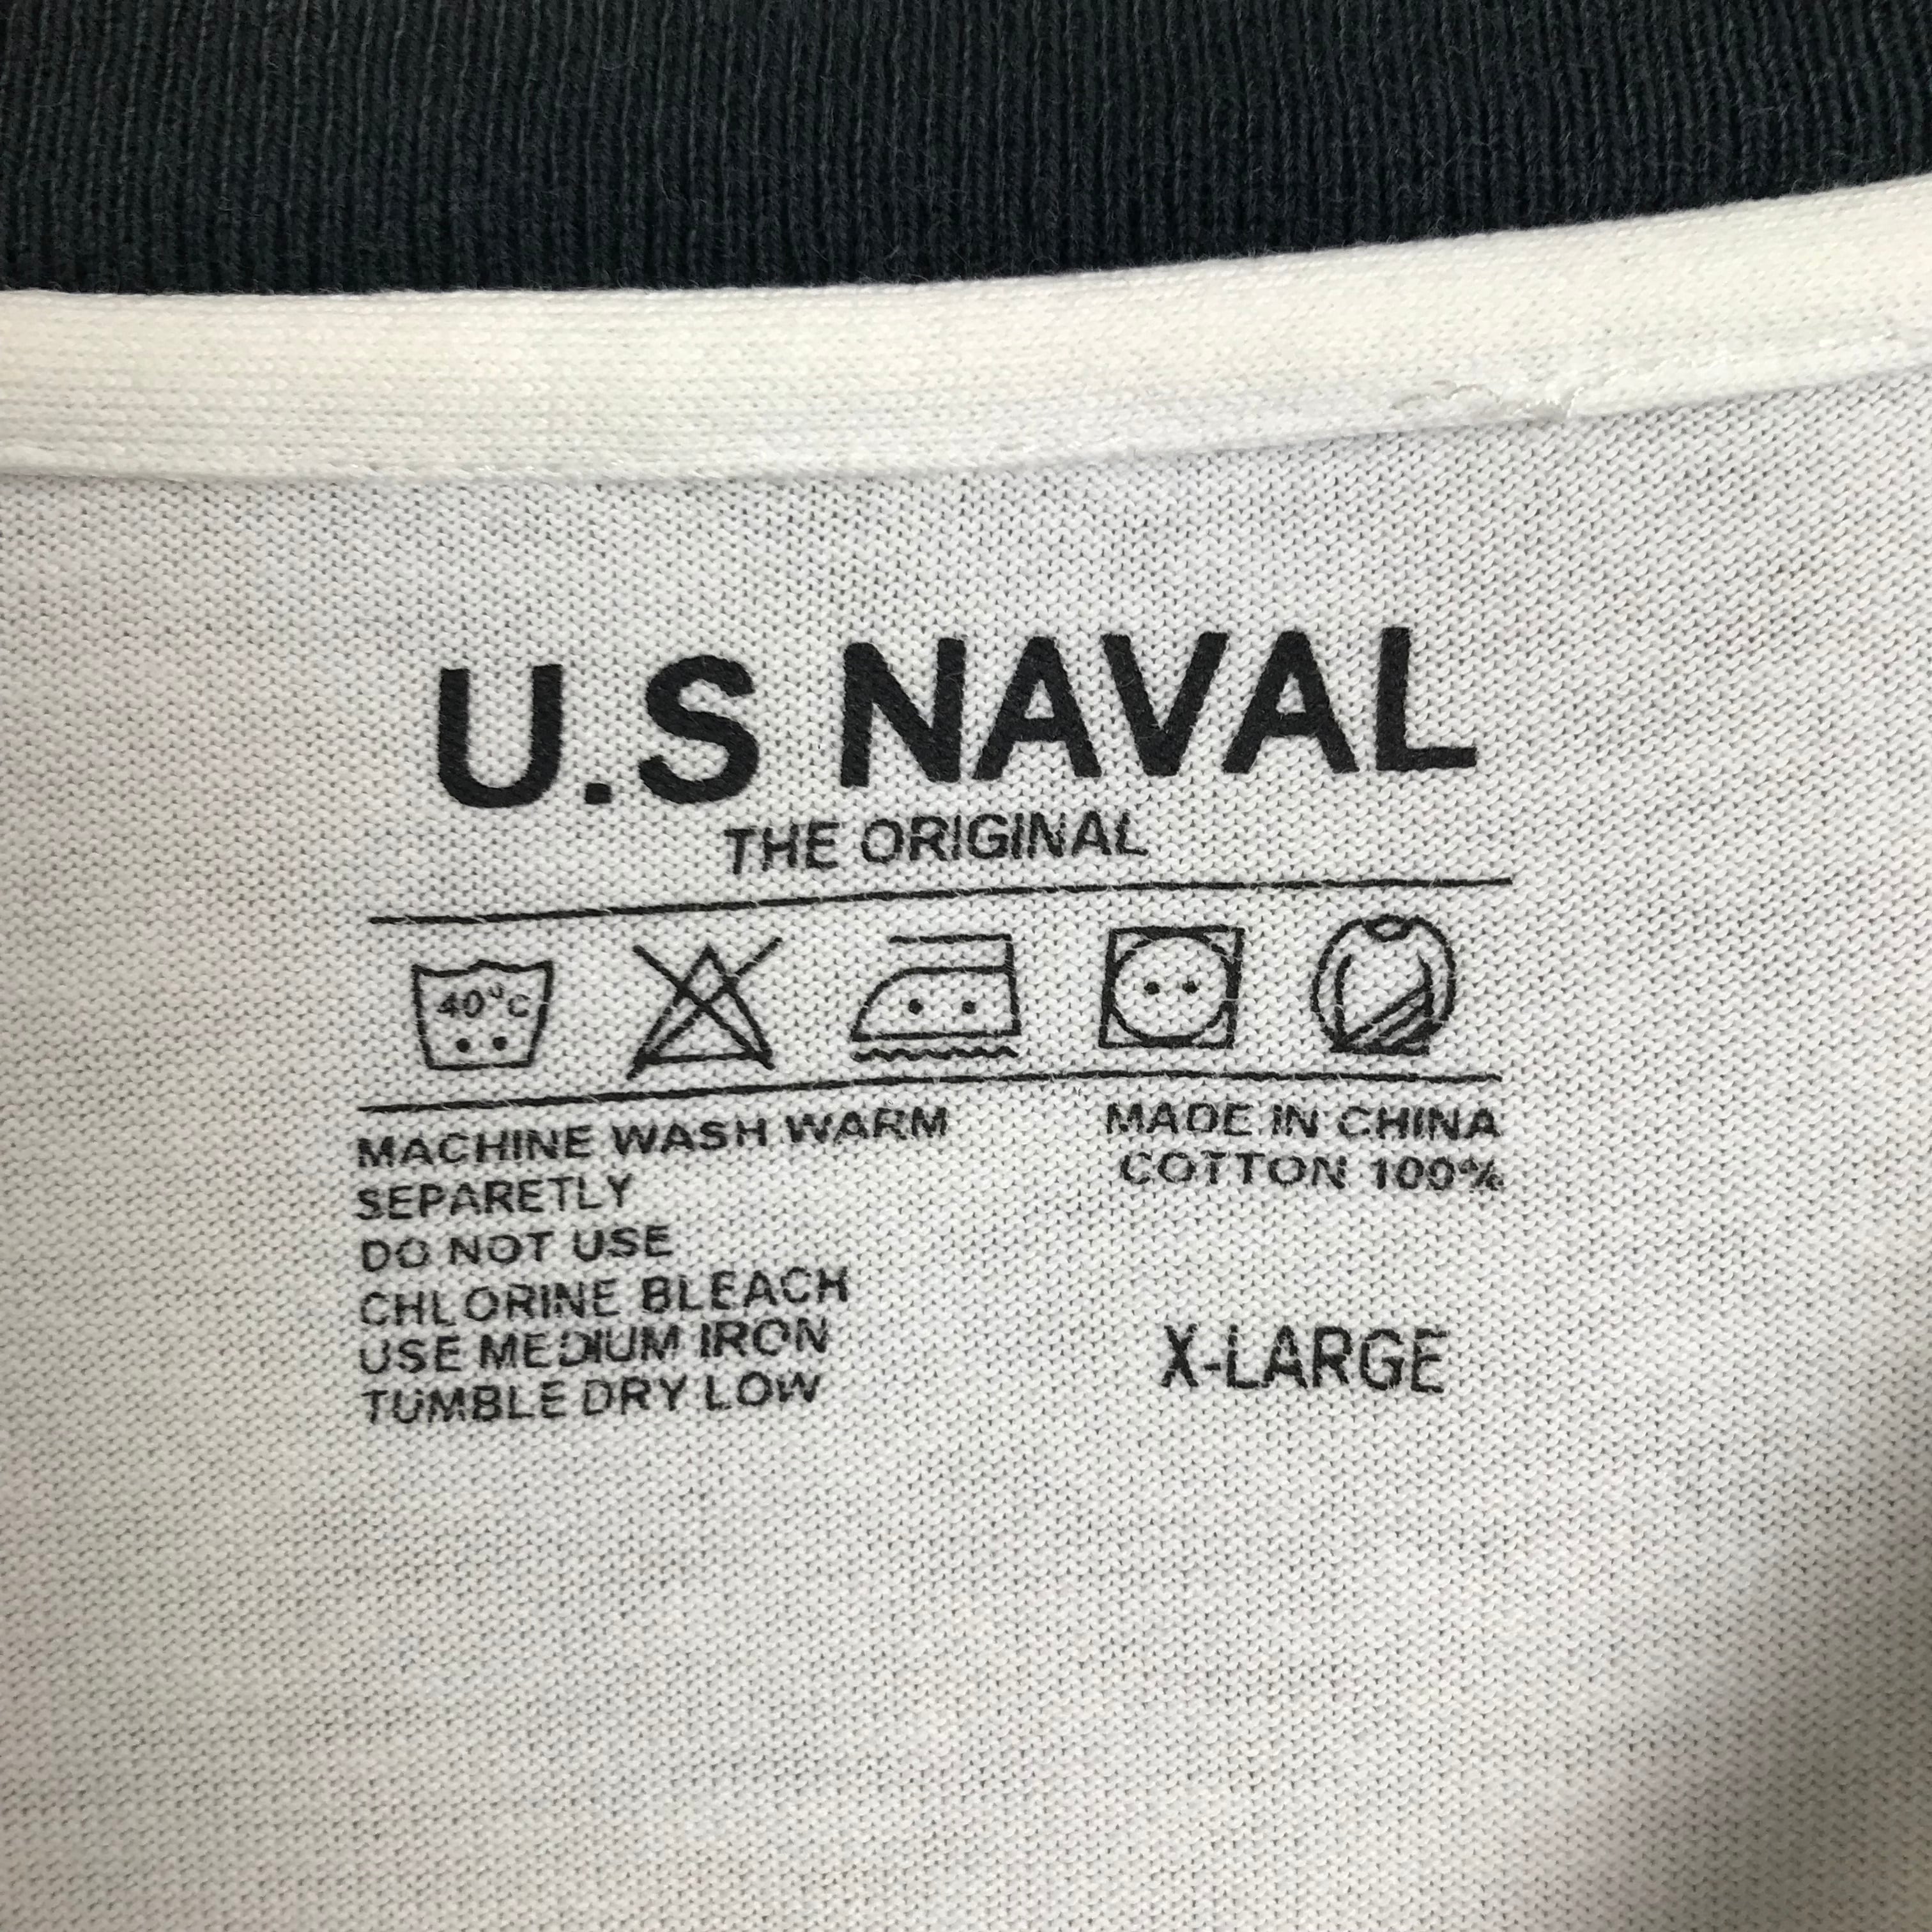 U.S NAVAL
THE ORIGINAL
40°C
MACHINE WASH WARM
SEPARETLY
DO NOT USE
CHLORINE BLEACH
USE MEDIUM IRON
TUMBLE DRY LOW
MADE IN CHINA
COTTON 100%
X-LARGE